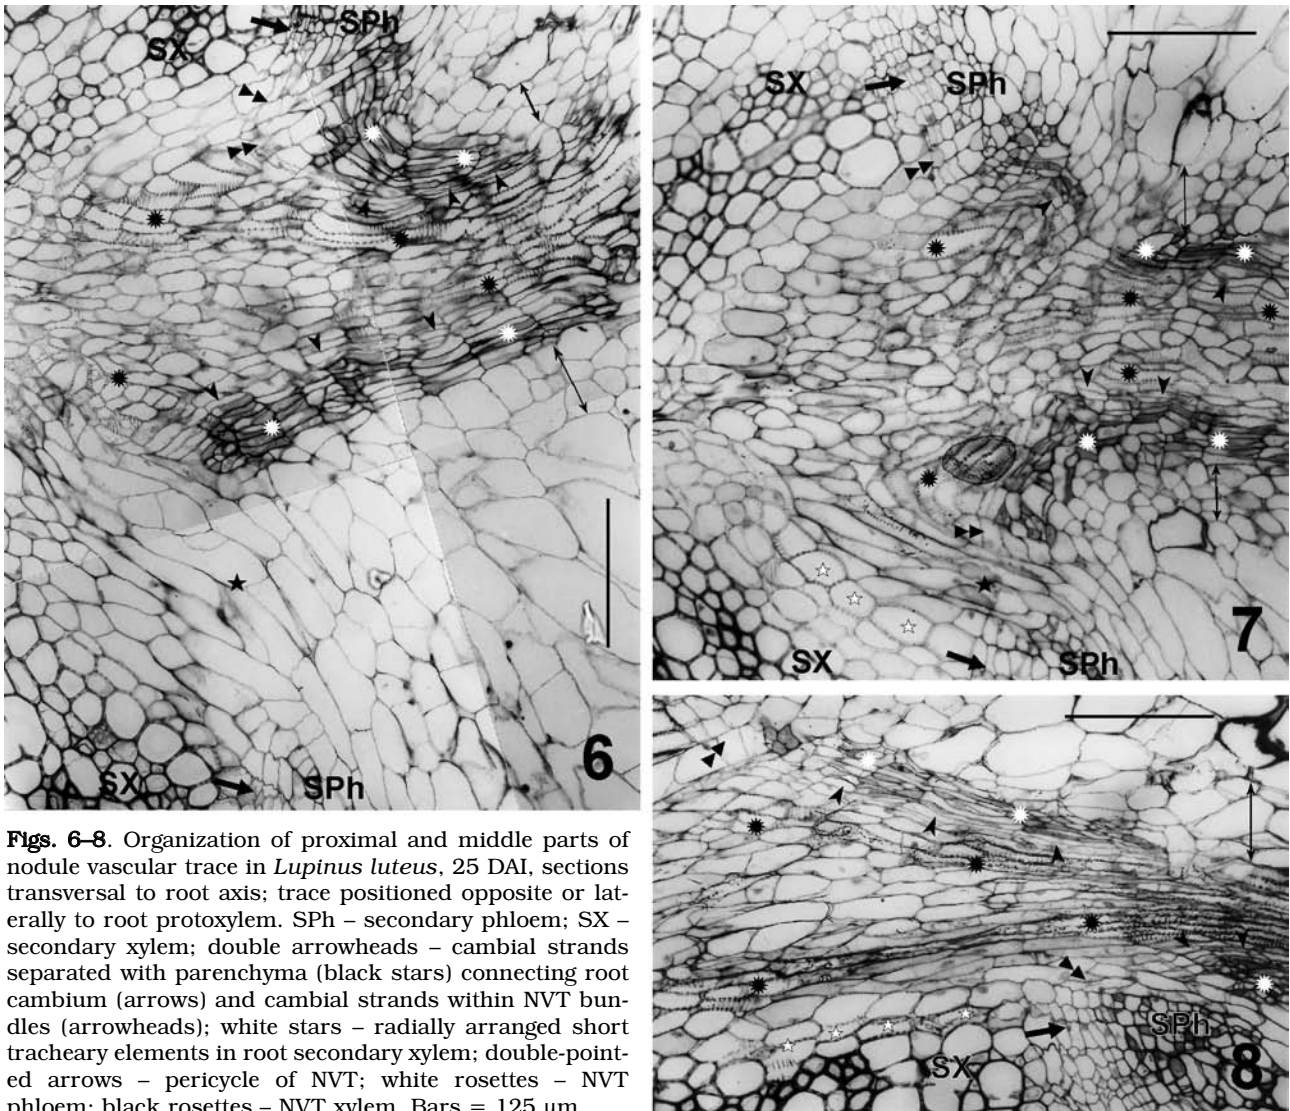 SPh
SX
SX
SPh
6
SX
SPh
SX
SPh
7
SPh
SX
8
Figs. 6–8. Organization of proximal and middle parts of
nodule vascular trace in Lupinus luteus, 25 DAI, sections
transversal to root axis; trace positioned opposite or lat-
erally to root protoxylem. SPh – secondary phloem; SX –
secondary xylem; double arrowheads – cambial strands
separated with parenchyma (black stars) connecting root
cambium (arrows) and cambial strands within NVT bun-
dles (arrowheads); white stars – radially arranged short
tracheary elements in root secondary xylem; double-point-
ed arrows – pericycle of NVT; white rosettes – NVT
phloem; black rosettes – NVT xylem. Bars = 125 μm